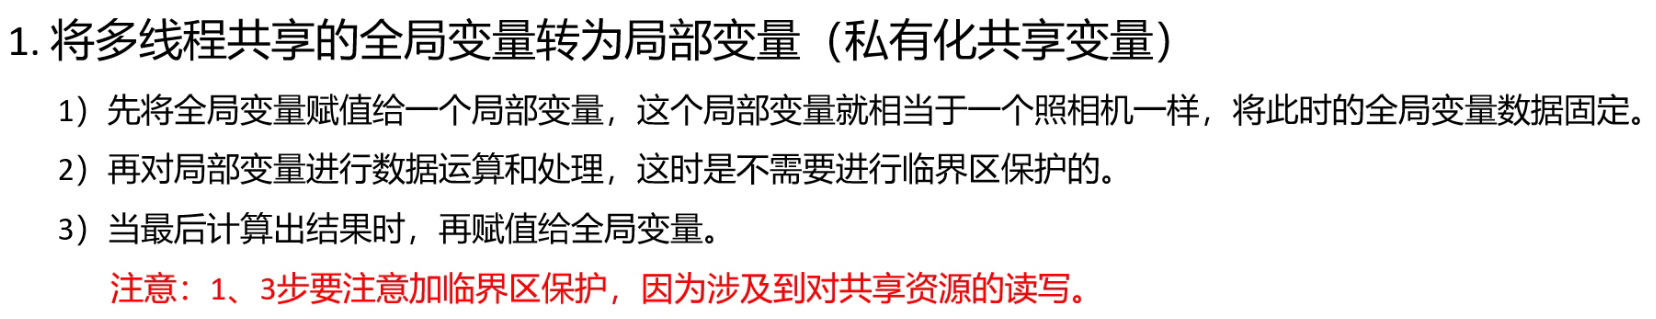 1. 将多线程共享的全局变量转为局部变量（私有化共享变量）
1）先将全局变量赋值给一个局部变量，这个局部变量就相当于一个照相机一样，将此时的全局变量数据固定。
2）再对局部变量进行数据运算和处理，这时是不需要进行临界区保护的。
3）当最后计算出结果时，再赋值给全局变量。
注意：1、3步要注意加临界区保护，因为涉及到对共享资源的读写。